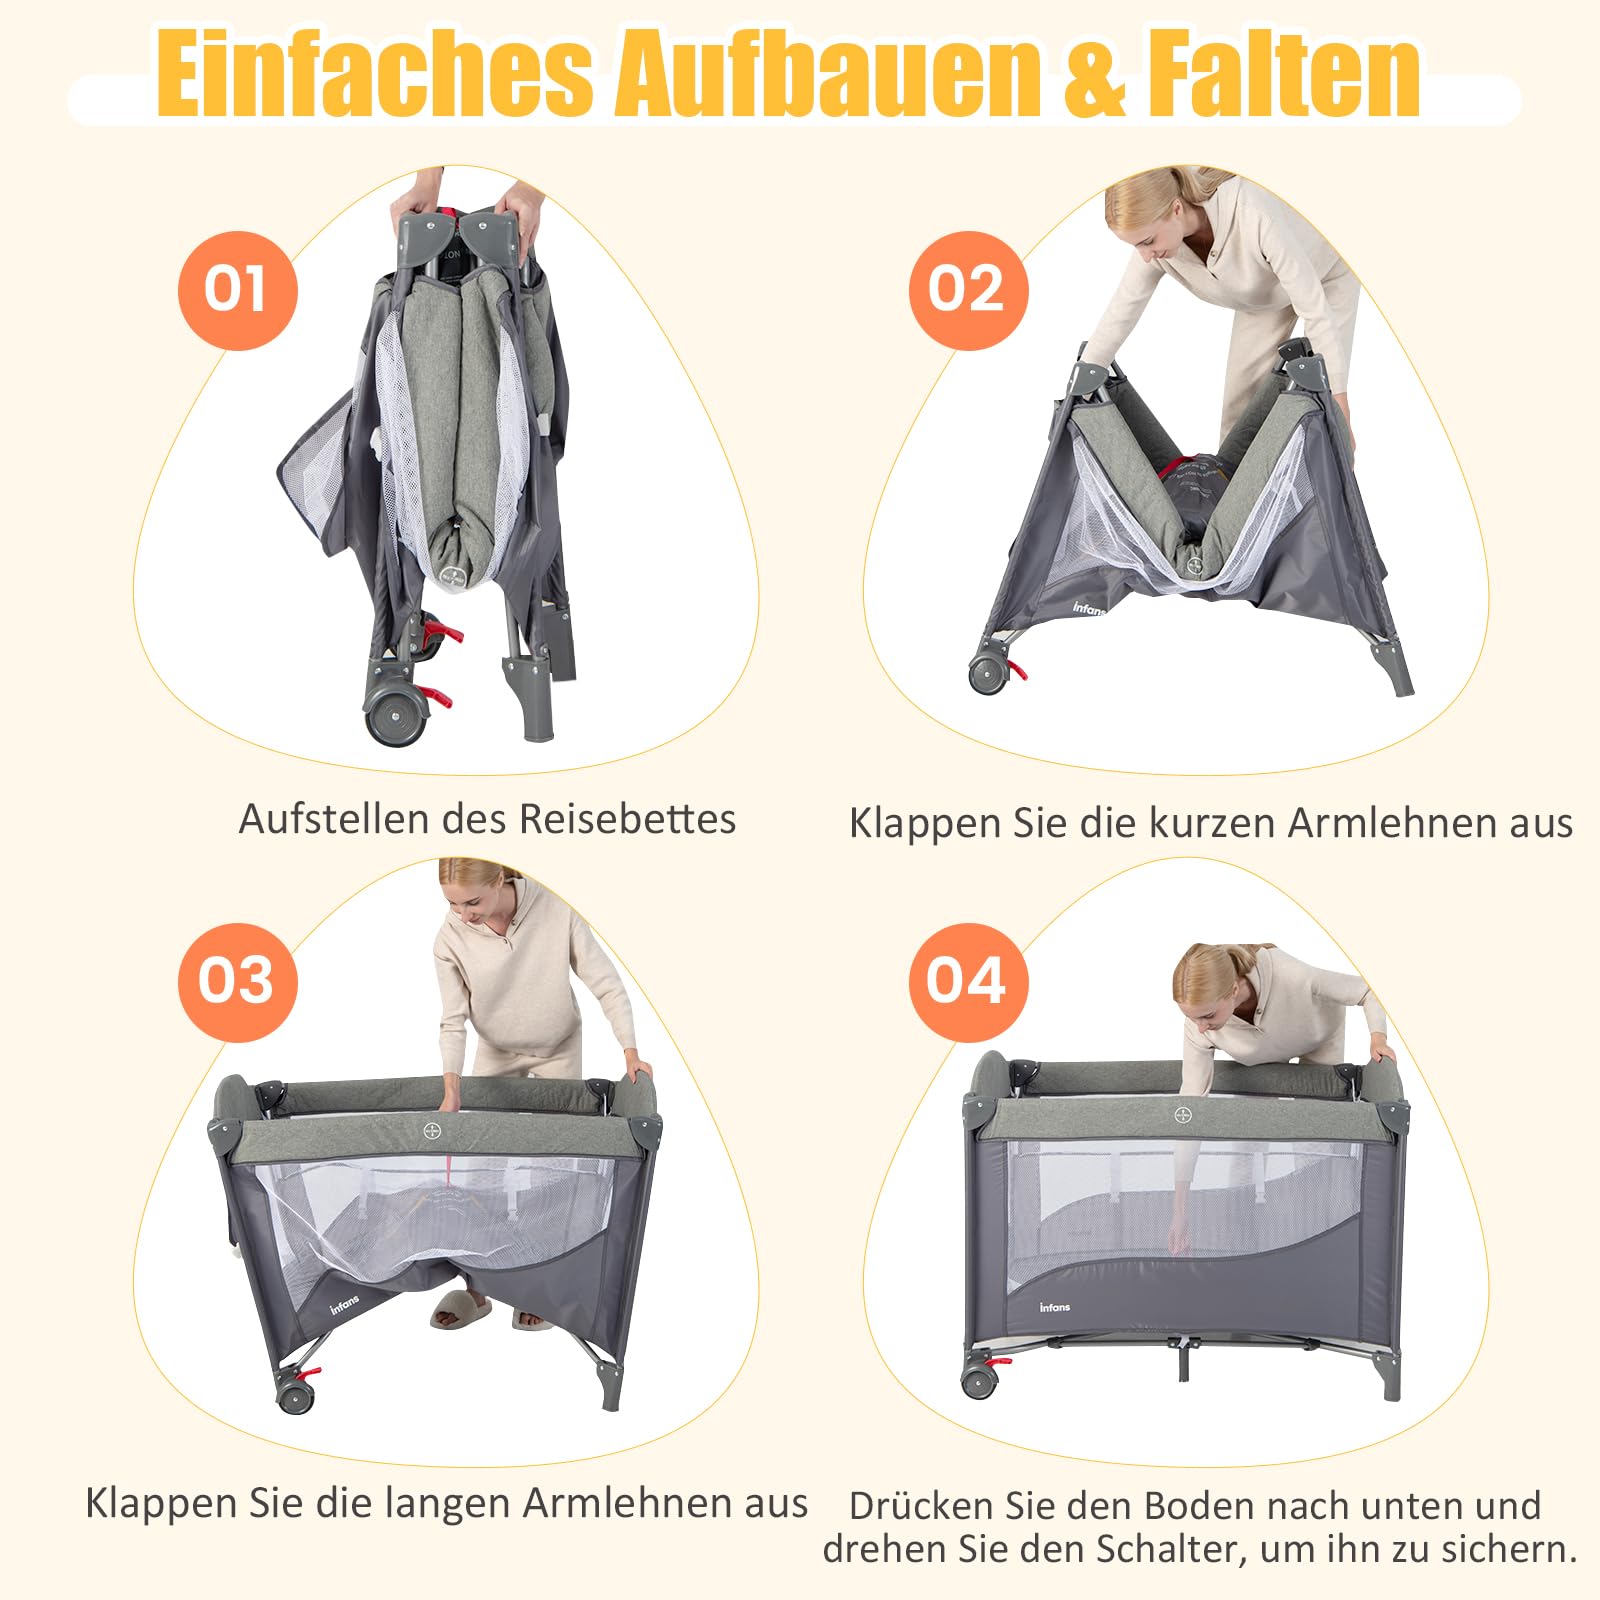 Einfaches Aufbauen & Falten
01
02
Aufstellen des Reisebettes
Klappen Sie die kurzen Armlehnen aus
infans
03
04
Klappen Sie die langen Armlehnen aus
Drücken Sie den Boden nach unten und
drehen Sie den Schalter, um ihn zu sichern.
infans
infans